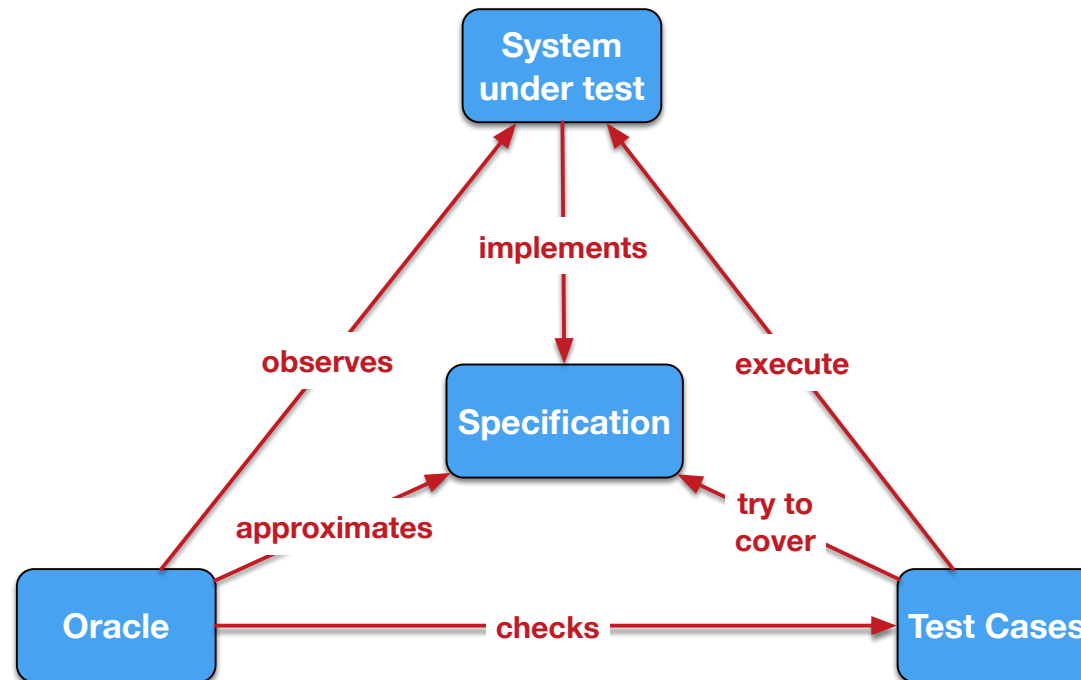 System
under test
implements
observes
execute
Specification
try to
cover
approximates
Oracle
checks
Test Cases